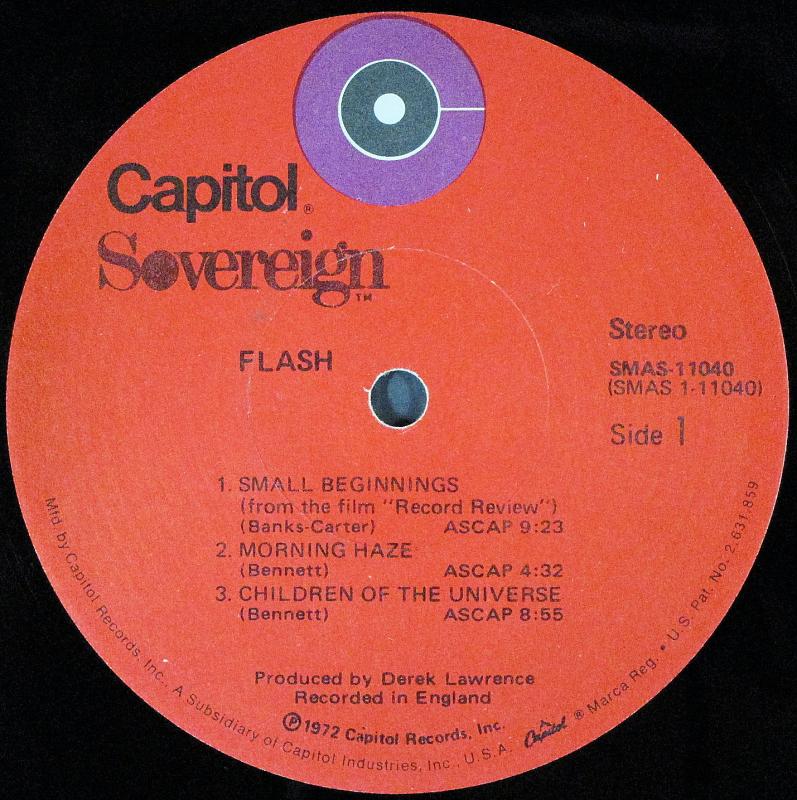 Capitol®
Sovereign™
FLASH
Stereo
SMAS-11040
(SMAS 1-11040)
Side 1
1. SMALL BEGINNINGS
(from the film "Record Review")
(Banks-Carter) ASCAP 9:23
2. MORNING HAZE
(Bennett) ASCAP 4:32
3. CHILDREN OF THE UNIVERSE
(Bennett) ASCAP 8:55
Produced by Derek Lawrence
Recorded in England
℗1972 Capitol Records, Inc.
Mfd by Capitol Records, Inc., A Subsidiary of Capitol Industries, Inc., U.S.A. Capitol ® Marca Reg. • U.S. Pat. No. 2,631,859